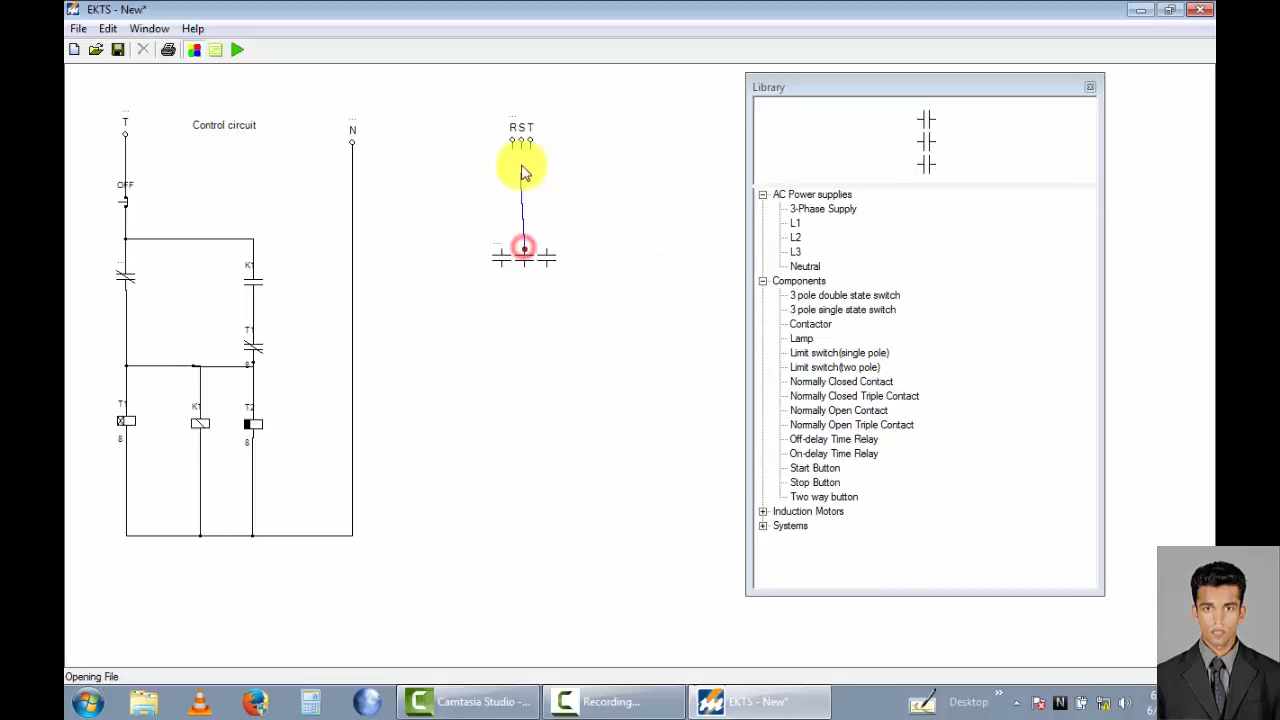 EKTS - New*
File Edit Window Help
...
T
Control circuit
...
N
...
R S T
OFF
...
K1
...
T1
8
T1
8
K1
T2
8
Library
AC Power supplies
3-Phase Supply
L1
L2
L3
Neutral
Components
3 pole double state switch
3 pole single state switch
Contactor
Lamp
Limit switch(single pole)
Limit switch(two pole)
Normally Closed Contact
Normally Closed Triple Contact
Normally Open Contact
Normally Open Triple Contact
Off-delay Time Relay
On-delay Time Relay
Start Button
Stop Button
Two way button
Induction Motors
Systems
Opening File
Camtasia Studio -...
Recording...
EKTS - New*
Desktop
N